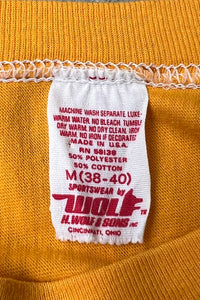 MACHINE WASH SEPARATE, LUKE-
WARM WATER, NO BLEACH, TUMBLE
DRY WARM, NO DRY CLEAN, IRON
WARM, NO IRON IF DECORATED
MADE IN U.S.A.
RN 58139
50% POLYESTER
50% COTTON
M (38-40)
SPORTSWEAR by
WOLF TM
H. WOLF & SONS INC
CINCINNATI, OHIO